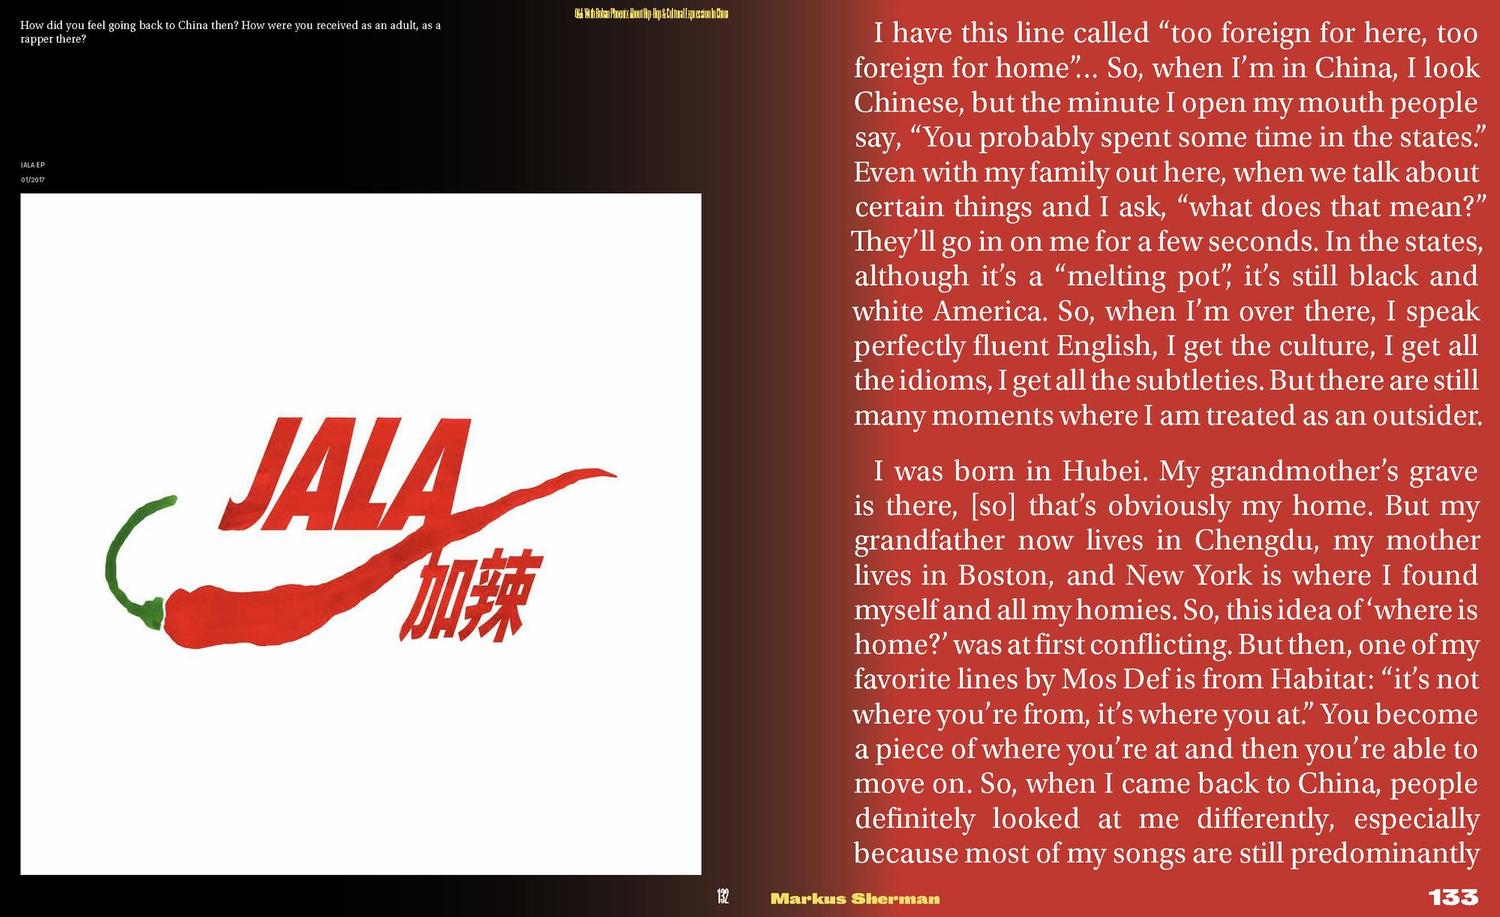 How did you feel going back to China then? How were you received as an adult, as a
rapper there?
Q&A With Bohan Phoenix About Hip-Hop & Cultural Expression In China
JALA EP
01/2017
JALA
加辣
132
I have this line called “too foreign for here, too
foreign for home”... So, when I’m in China, I look
Chinese, but the minute I open my mouth people
say, “You probably spent some time in the states.”
Even with my family out here, when we talk about
certain things and I ask, “what does that mean?”
They’ll go in on me for a few seconds. In the states,
although it’s a “melting pot”, it’s still black and
white America. So, when I’m over there, I speak
perfectly fluent English, I get the culture, I get all
the idioms, I get all the subtleties. But there are still
many moments where I am treated as an outsider.
I was born in Hubei. My grandmother’s grave
is there, [so] that’s obviously my home. But my
grandfather now lives in Chengdu, my mother
lives in Boston, and New York is where I found
myself and all my homies. So, this idea of ‘where is
home?’ was at first conflicting. But then, one of my
favorite lines by Mos Def is from Habitat: “it’s not
where you’re from, it’s where you at.” You become
a piece of where you’re at and then you’re able to
move on. So, when I came back to China, people
definitely looked at me differently, especially
because most of my songs are still predominantly
Markus Sherman
133